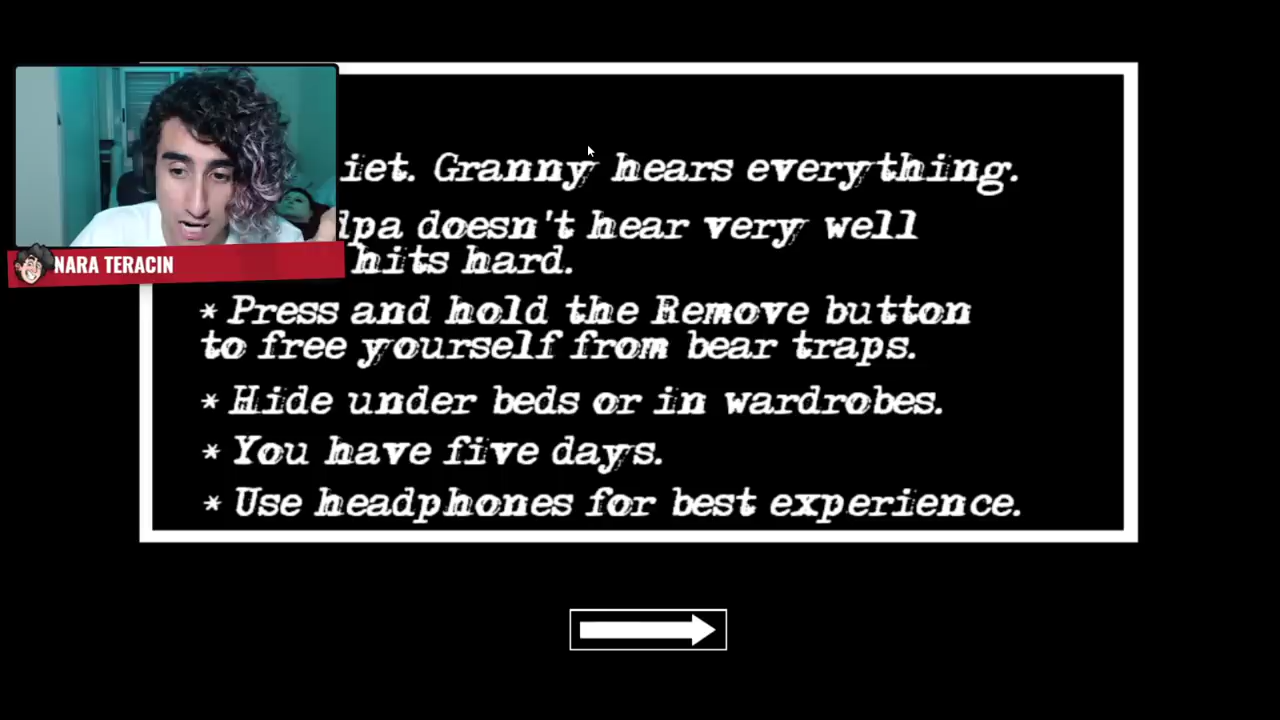 Granny hears everything.
doesn't hear very well
hits hard.
NARA TERACIN
* Press and hold the Remove button
to free yourself from bear traps.
* Hide under beds or in wardrobes.
* You have five days.
* Use headphones for best experience.